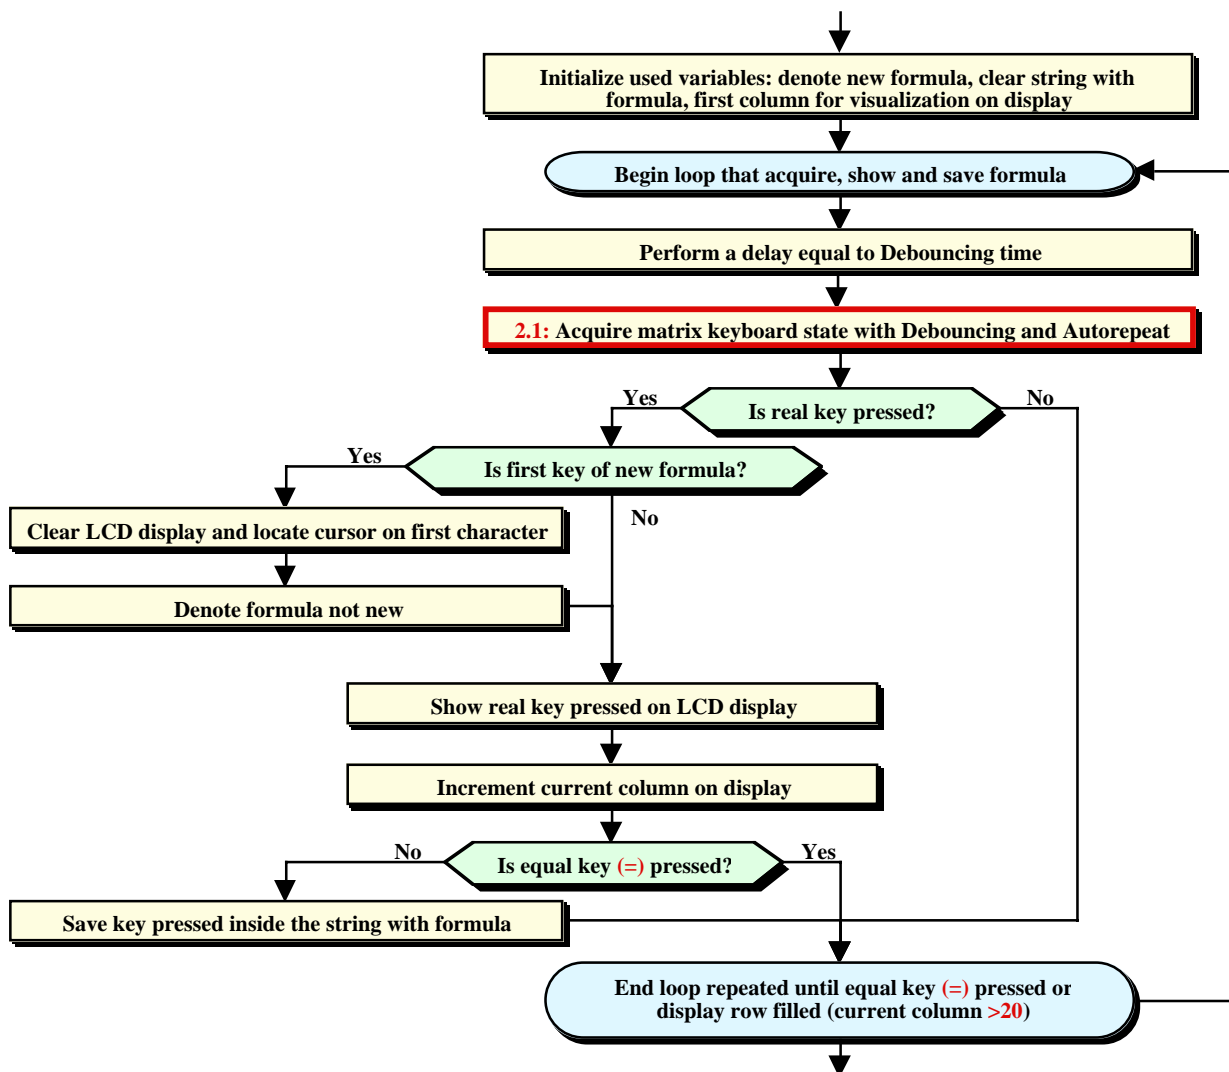 Initialize used variables: denote new formula, clear string with
formula, first column for visualization on display
Begin loop that acquire, show and save formula
Perform a delay equal to Debouncing time
2.1: Acquire matrix keyboard state with Debouncing and Autorepeat
Yes
Is real key pressed?
No
Yes
Is first key of new formula?
No
Clear LCD display and locate cursor on first character
Denote formula not new
Show real key pressed on LCD display
Increment current column on display
No
Is equal key (=) pressed?
Yes
Save key pressed inside the string with formula
End loop repeated until equal key (=) pressed or
display row filled (current column >20)